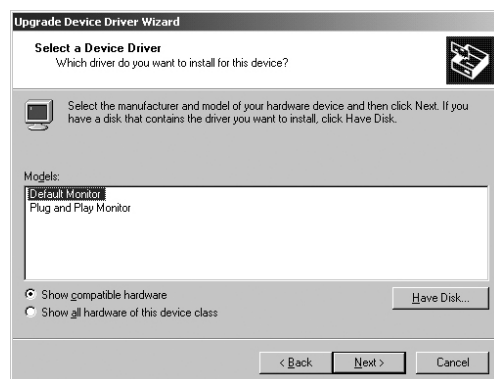 Upgrade Device Driver Wizard
Select a Device Driver
Which driver do you want to install for this device?
Select the manufacturer and model of your hardware device and then click Next. If you
have a disk that contains the driver you want to install, click Have Disk.
Models:
Default Monitor
Plug and Play Monitor
Show compatible hardware
Show all hardware of this device class
Have Disk...
< Back
Next >
Cancel